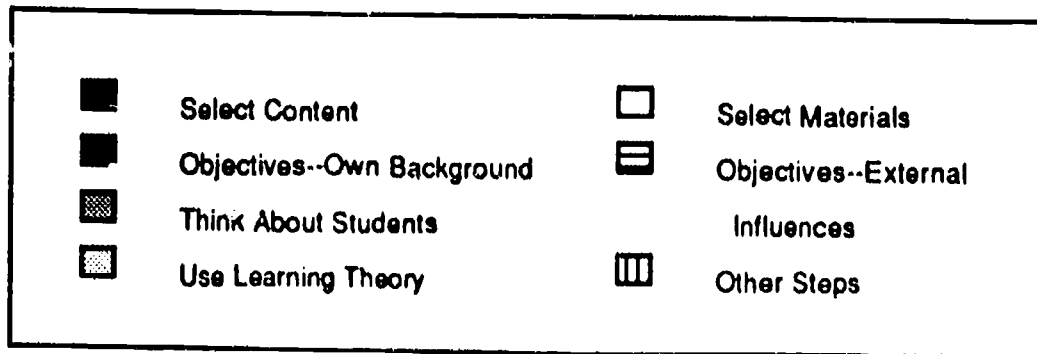 Select Content
Objectives--Own Background
Think About Students
Use Learning Theory
Select Materials
Objectives--External
Influences
Other Steps